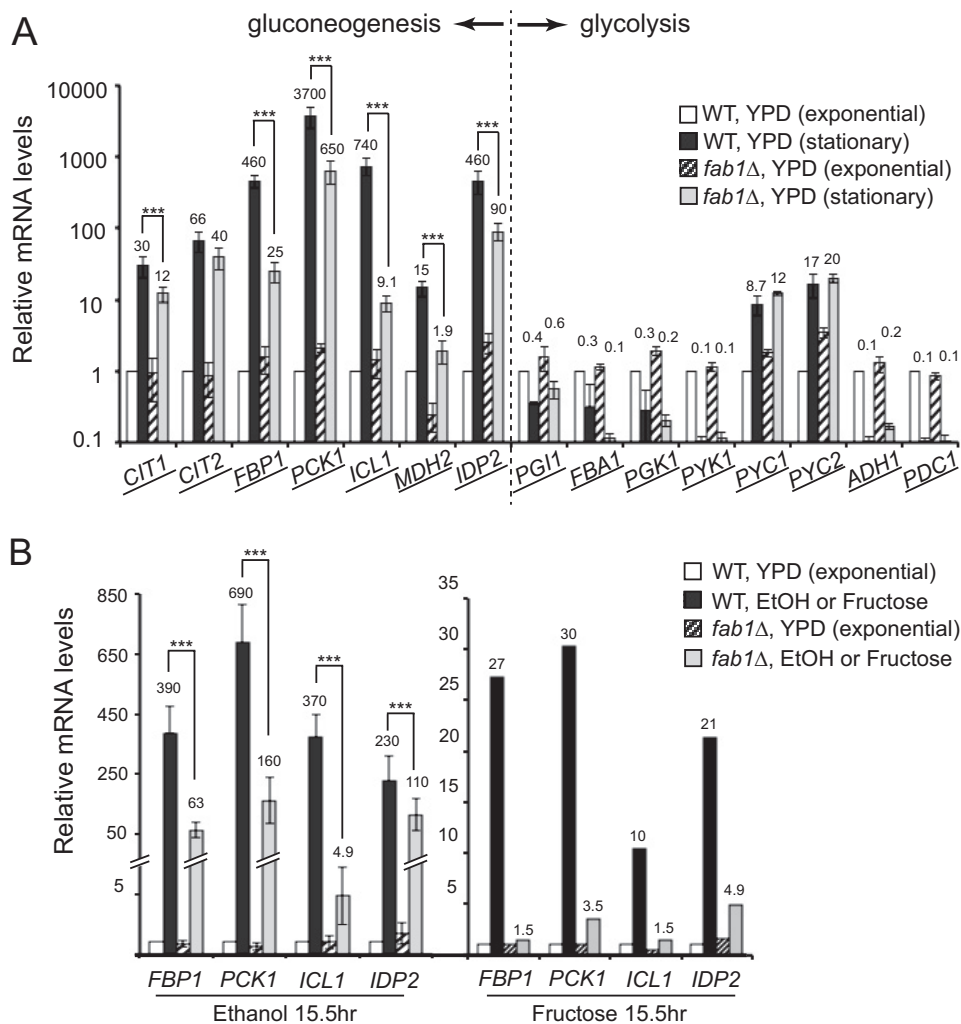 A
gluconeogenesis
glycolysis
Relative mRNA levels
10000
1000
100
10
1
0.1
WT, YPD (exponential)
WT, YPD (stationary)
fab1Δ, YPD (exponential)
fab1Δ, YPD (stationary)
*** *** *** *** *** ***
30 12 66 40 460 25 3700 650 740 9.1 15 1.9 460 90 0.4 0.6 0.3 0.1 0.3 0.2 0.1 0.1 8.7 12 17 20 0.1 0.2 0.1 0.1
CIT1 CIT2 FBP1 PCK1 ICL1 MDH2 IDP2 PGI1 FBA1 PGK1 PYK1 PYC1 PYC2 ADH1 PDC1
B
Relative mRNA levels
850
650
450
250
50
5
*** *** *** ***
390 63 690 160 370 4.9 230 110
FBP1 PCK1 ICL1 IDP2
Ethanol 15.5hr
35
30
25
20
15
10
5
27 1.5 30 3.5 10 1.5 21 4.9
FBP1 PCK1 ICL1 IDP2
Fructose 15.5hr
WT, YPD (exponential)
WT, EtOH or Fructose
fab1Δ, YPD (exponential)
fab1Δ, EtOH or Fructose